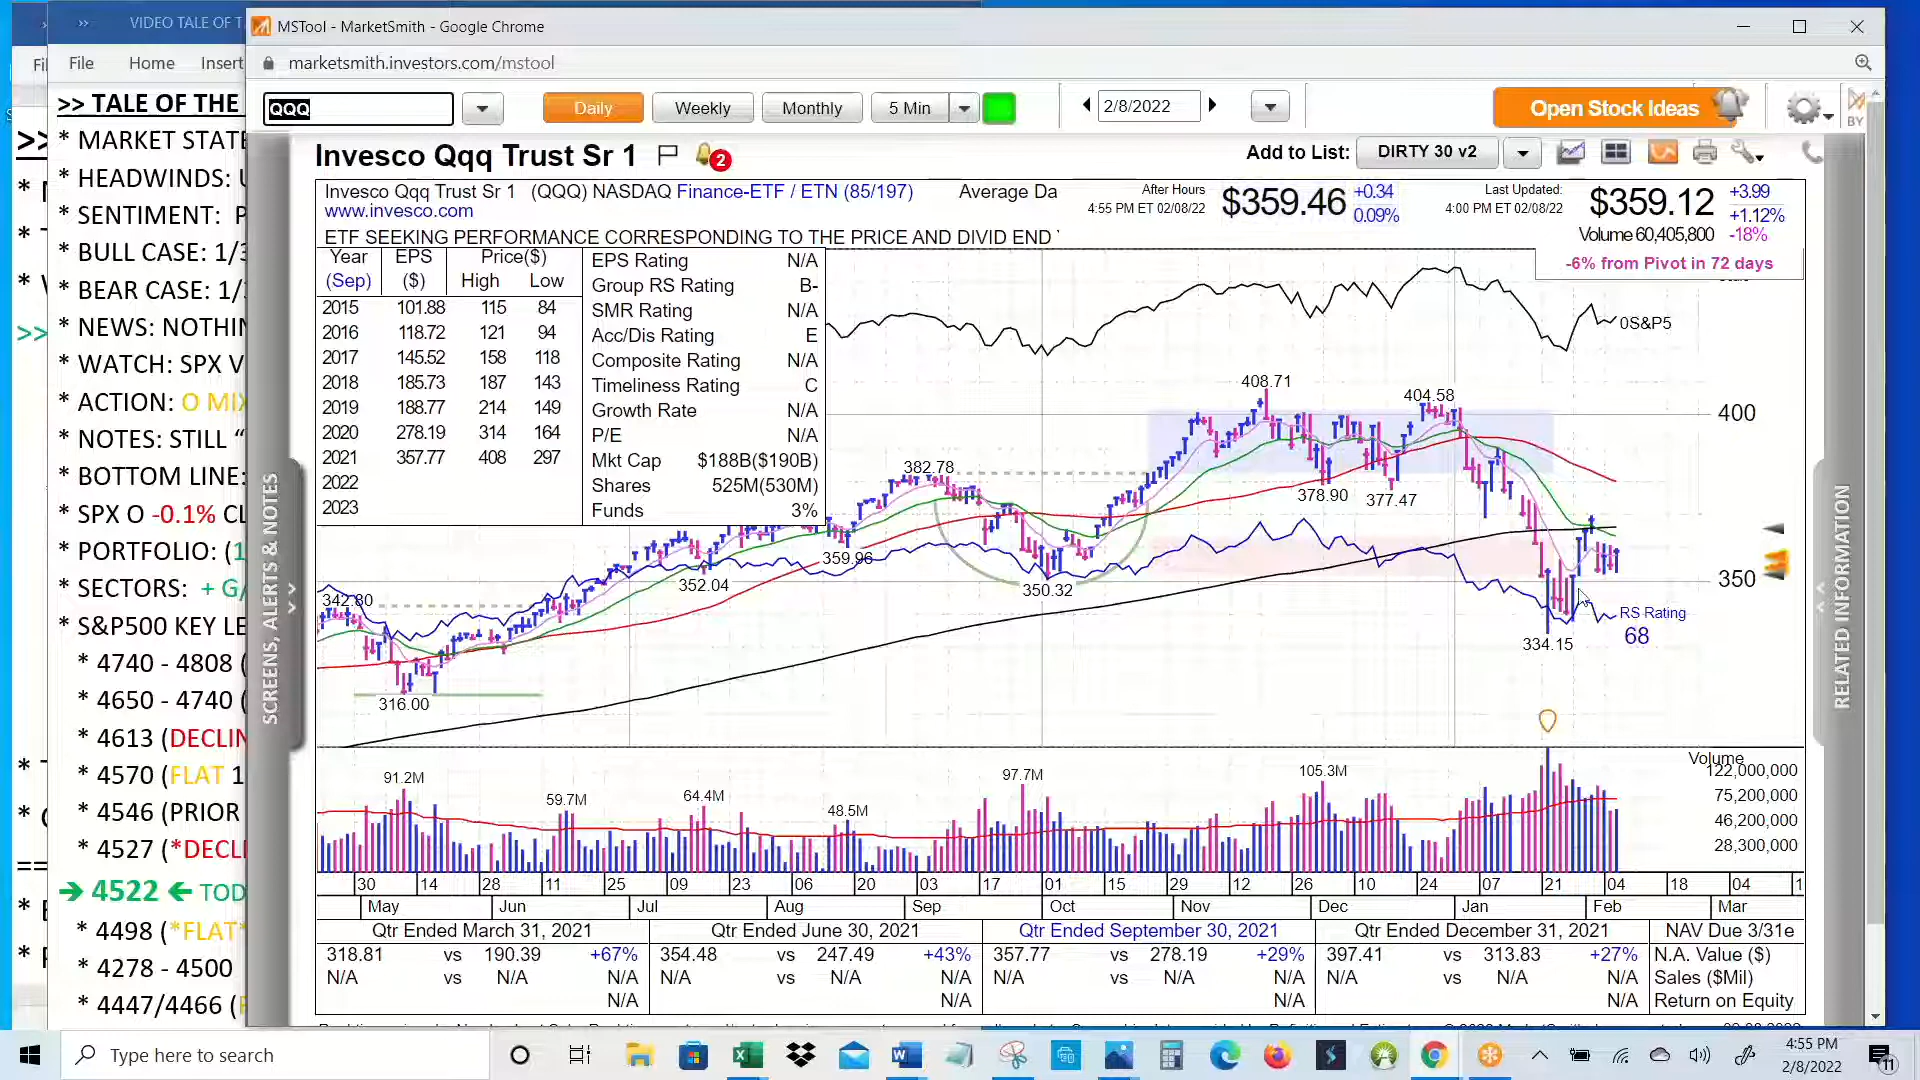 VIDEO TALE OF T
MSTool - MarketSmith - Google Chrome
File Home Insert
marketsmith.investors.com/mstool
QQQ Daily Weekly Monthly 5 Min 2/8/2022 Open Stock Ideas BY
>> TALE OF THE
* MARKET STATE
* HEADWINDS: U
* SENTIMENT: P
* BULL CASE: 1/3
* BEAR CASE: 1/3
* NEWS: NOTHIN
* WATCH: SPX V
* ACTION: O MIX
* NOTES: STILL "
* BOTTOM LINE:
* SPX O -0.1% CL
* PORTFOLIO: (1
* SECTORS: + G/
* S&P500 KEY LE
* 4740 - 4808 (
* 4650 - 4740 (
* 4613 (DECLIN
* 4570 (FLAT 1
* 4546 (PRIOR
* 4527 (*DECLI
➔ 4522 ← TOD
* 4498 (*FLAT*
* 4278 - 4500
* 4447/4466 (
SCREENS, ALERTS & NOTES
RELATED INFORMATION
Invesco Qqq Trust Sr 1 2 Add to List: DIRTY 30 v2
Invesco Qqq Trust Sr 1 (QQQ) NASDAQ Finance-ETF / ETN (85/197) Average Da
www.invesco.com
After Hours
4:55 PM ET 02/08/22 $359.46 +0.34
0.09%
Last Updated:
4:00 PM ET 02/08/22 $359.12 +3.99
+1.12%
Volume 60,405,800 -18%
ETF SEEKING PERFORMANCE CORRESPONDING TO THE PRICE AND DIVID END
-6% from Pivot in 72 days
Year EPS Price($)
(Sep) ($) High Low
2015 101.88 115 84
2016 118.72 121 94
2017 145.52 158 118
2018 185.73 187 143
2019 188.77 214 149
2020 278.19 314 164
2021 357.77 408 297
2022
2023
EPS Rating N/A
Group RS Rating B-
SMR Rating N/A
Acc/Dis Rating E
Composite Rating N/A
Timeliness Rating C
Growth Rate N/A
P/E N/A
Mkt Cap $188B($190B)
Shares 525M(530M)
Funds 3%
0S&P5
408.71
404.58
400
382.78
378.90
377.47
359.96
352.04
350.32
350
342.80
RS Rating
68
334.15
316.00
Volume
122,000,000
75,200,000
46,200,000
28,300,000
91.2M 59.7M 64.4M 48.5M 97.7M 105.3M
30 14 28 11 25 09 23 06 20 03 17 01 15 29 12 26 10 24 07 21 04 18 04 1
May Jun Jul Aug Sep Oct Nov Dec Jan Feb Mar
Qtr Ended March 31, 2021 Qtr Ended June 30, 2021 Qtr Ended September 30, 2021 Qtr Ended December 31, 2021 NAV Due 3/31e
318.81 vs 190.39 +67% 354.48 vs 247.49 +43% 357.77 vs 278.19 +29% 397.41 vs 313.83 +27% N.A. Value ($)
N/A vs N/A N/A N/A vs N/A N/A N/A vs N/A N/A N/A vs N/A N/A Sales ($Mil)
N/A N/A N/A N/A Return on Equity
Type here to search
4:55 PM
2/8/2022
11